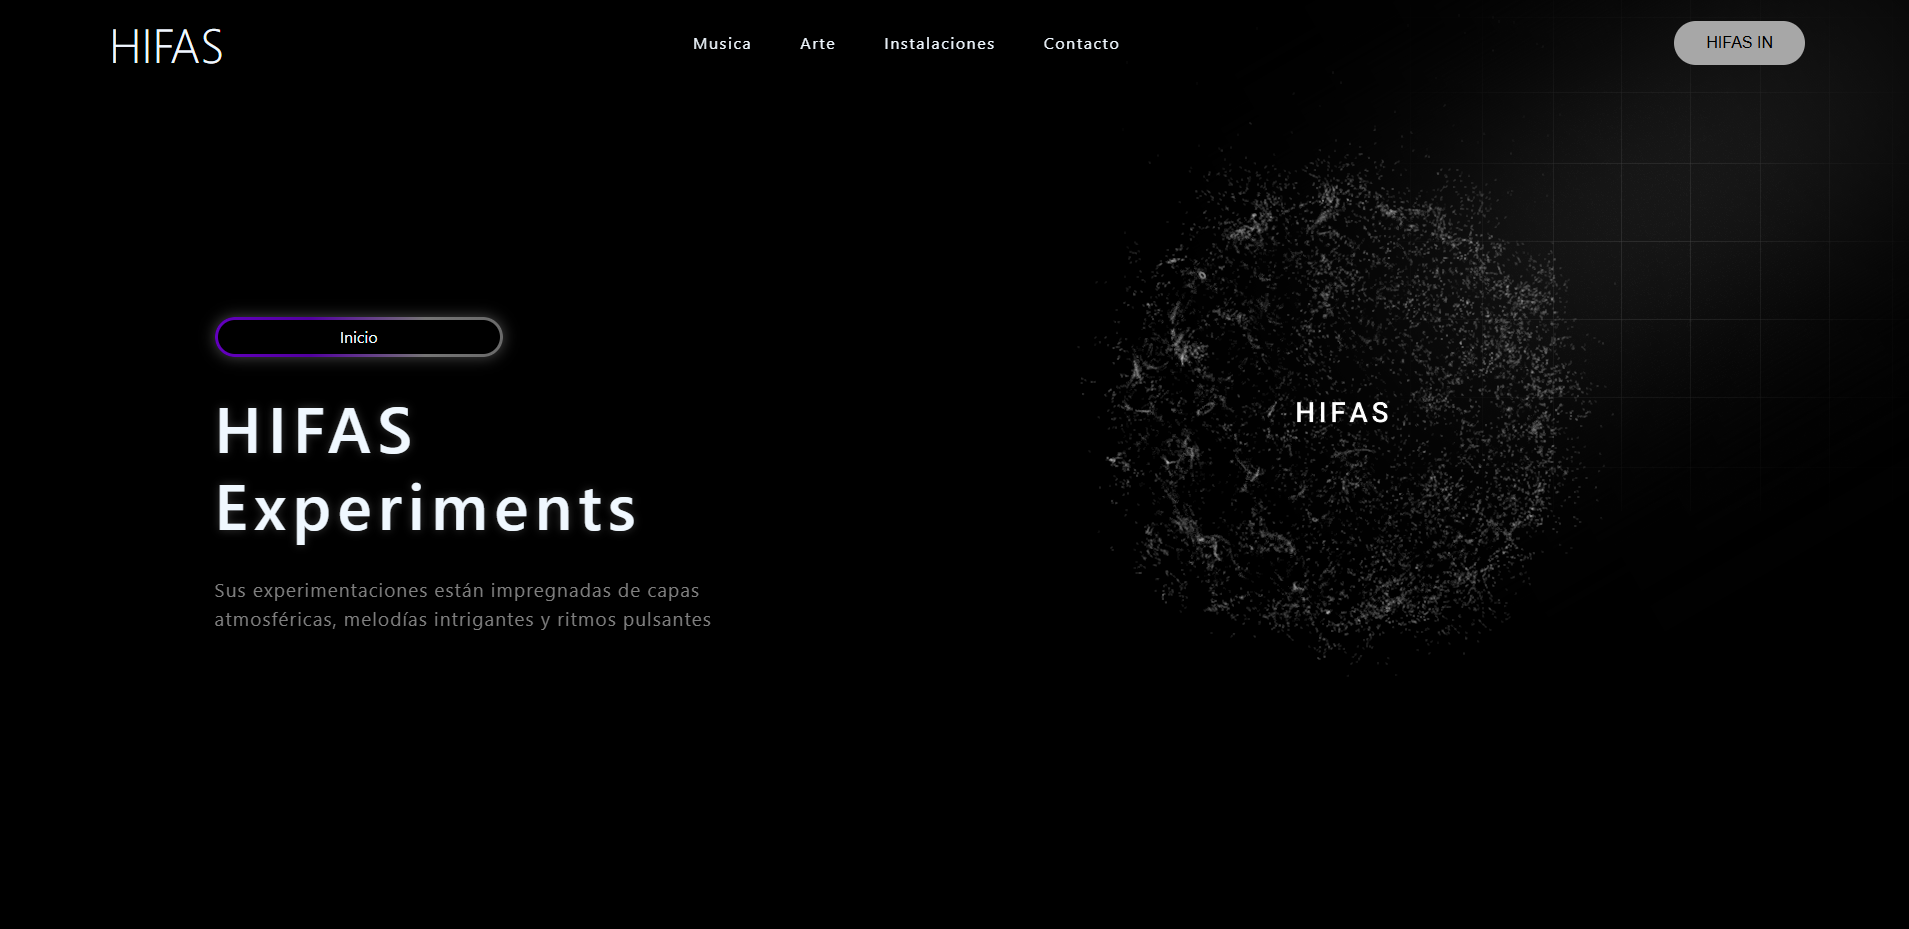 HIFAS
Musica
Arte
Instalaciones
Contacto
HIFAS IN
Inicio
HIFAS
Experiments
Sus experimentaciones están impregnadas de capas
atmosféricas, melodías intrigantes y ritmos pulsantes
HIFAS